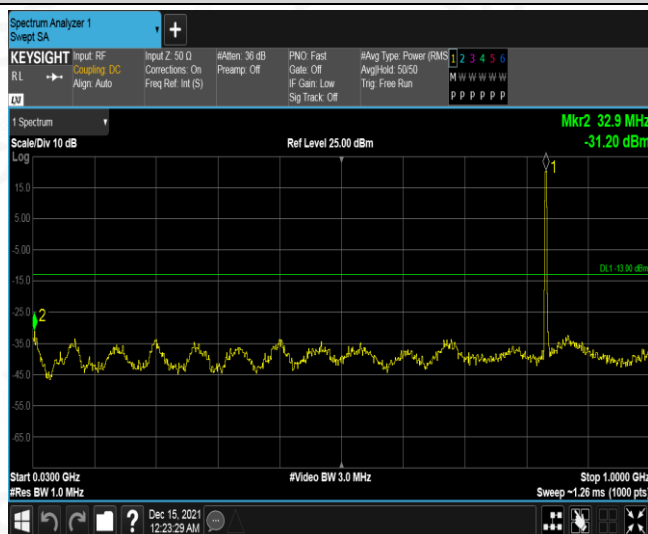 Spectrum Analyzer 1
Swept SA
+
KEYSIGHT
RL
LXI
Input: RF
Coupling: DC
Align: Auto
Input Z: 50 Ω
Corrections: On
Freq Ref: Int (S)
#Atten: 36 dB
Preamp: Off
PNO: Fast
Gate: Off
IF Gain: Low
Sig Track: Off
#Avg Type: Power (RMS
Avg|Hold: 50/50
Trig: Free Run
1 2 3 4 5 6
M W W W W W
P P P P P P
1 Spectrum
Mkr2 32.9 MHz
Scale/Div 10 dB
Ref Level 25.00 dBm
-31.20 dBm
Log
1
15.0
5.00
-5.00
DL1 -13.00 dBm
-15.0
-25.0
2
-35.0
-45.0
-55.0
-65.0
Start 0.0300 GHz
#Video BW 3.0 MHz
Stop 1.0000 GHz
#Res BW 1.0 MHz
Sweep ~1.26 ms (1000 pts)
?
Dec 15, 2021
12:23:29 AM